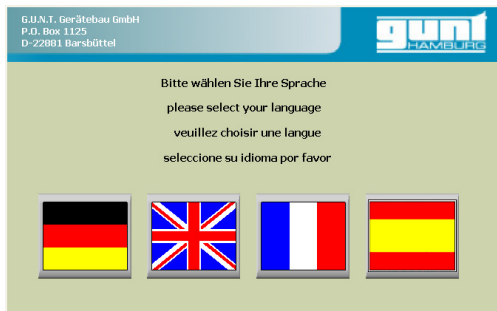 G.U.N.T. Gerätebau GmbH
P.O. Box 1125
D-22881 Barsbüttel
gunt
HAMBURG
Bitte wählen Sie Ihre Sprache
please select your language
veuillez choisir une langue
seleccione su idioma por favor